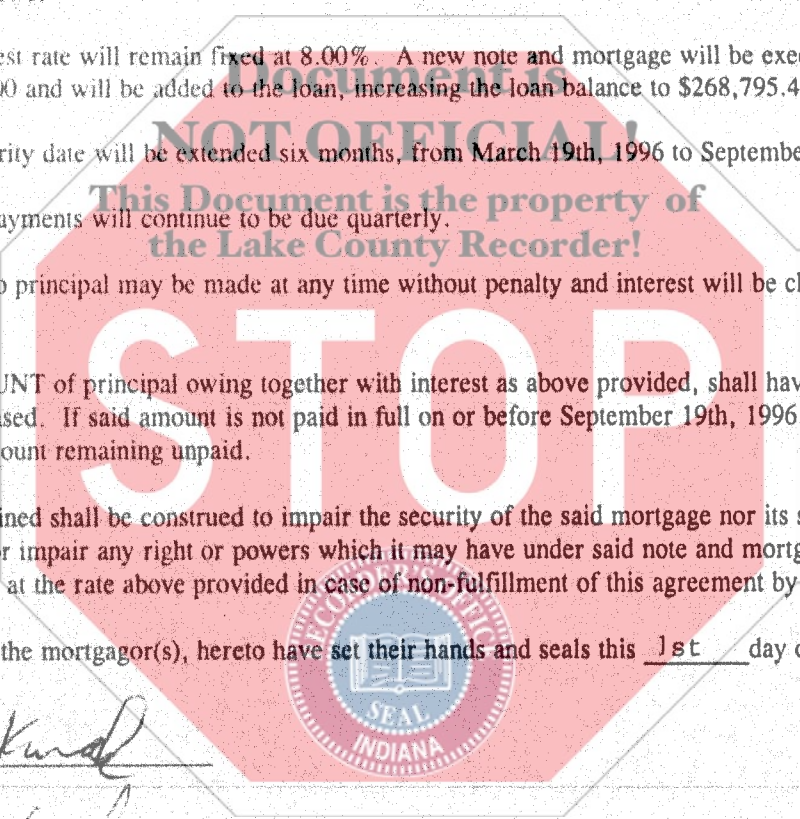 est rate will remain fixed at 8.00%. A new note and mortgage will be exe
Document is
00 and will be added to the loan, increasing the loan balance to $268,795.4
NOT OFFICIAL!
rity date will be extended six months, from March 19th, 1996 to Septembe
This Document is the property of
ayments will continue to be due quarterly.
the Lake County Recorder!
o principal may be made at any time without penalty and interest will be cl
STOP
UNT of principal owing together with interest as above provided, shall hav
sed. If said amount is not paid in full on or before September 19th, 1996
ount remaining unpaid.
ined shall be construed to impair the security of the said mortgage nor its s
or impair any right or powers which it may have under said note and mortg
at the rate above provided in case of non-fulfillment of this agreement by
RECORDER'S OFFICE
the mortgagor(s), hereto have set their hands and seals this 1st day o
SEAL
INDIANA